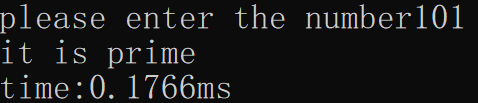 please enter the number101
it is prime
time:0.1766ms